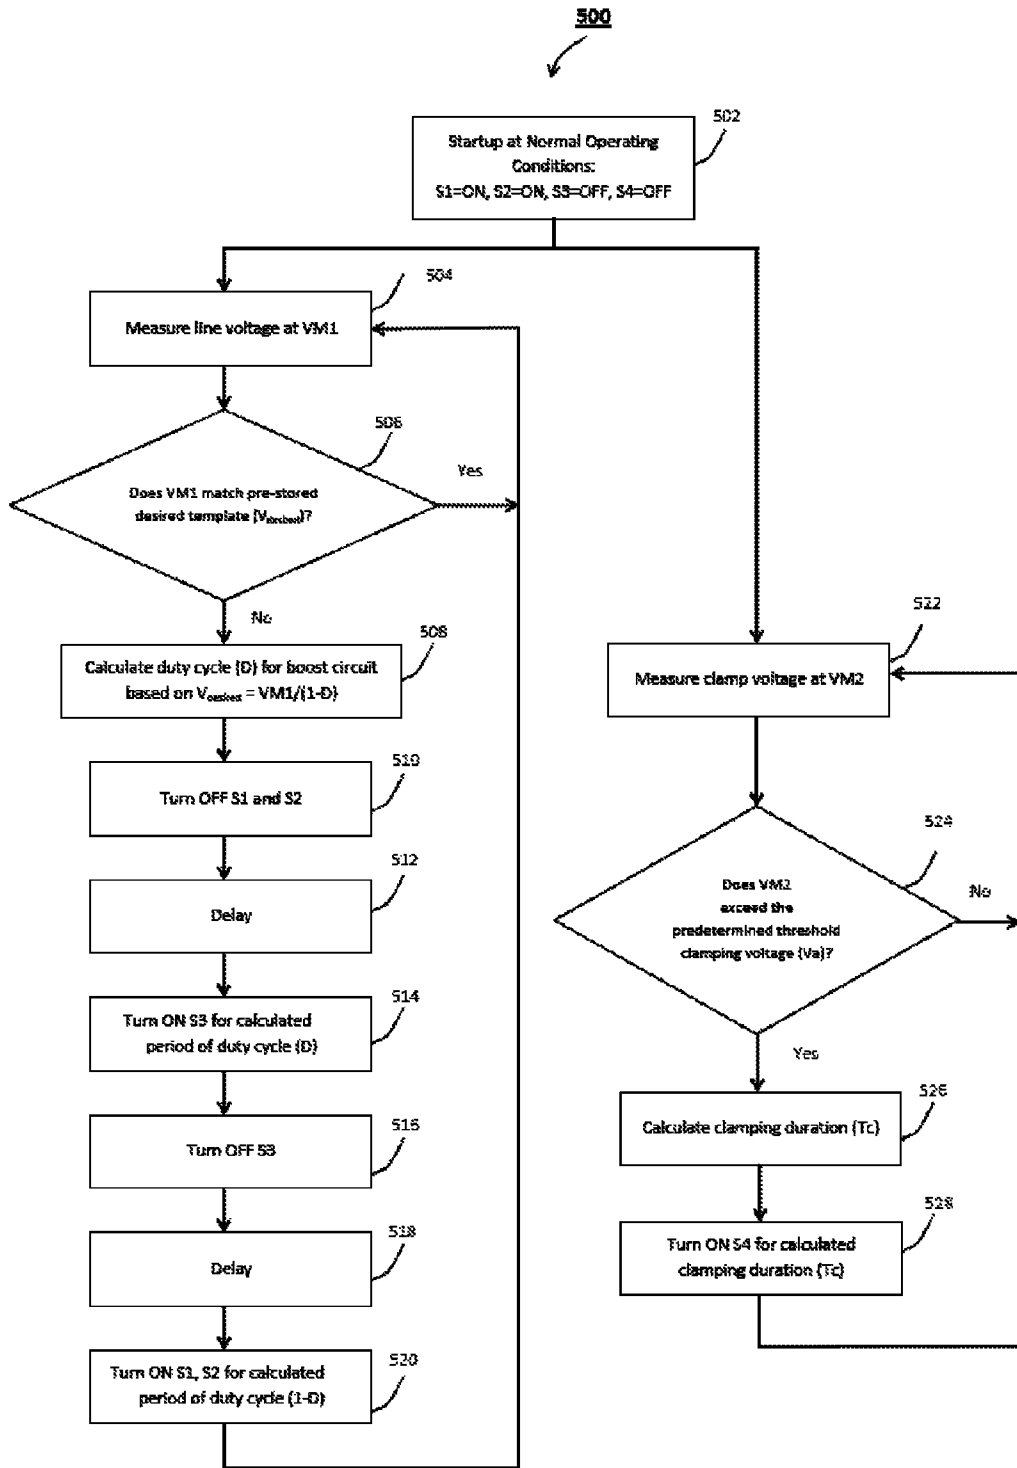 500
502
Startup at Normal Operating
Conditions:
S1=ON, S2=ON, S3=OFF, S4=OFF
504
Measure line voltage at VM1
506
Yes
Does VM1 match pre-stored
desired template (V
)?
No
508
Calculate duty cycle (D) for boost circuit
based on Vdesired = VM1/(1-D)
510
Turn OFF S1 and S2
512
Delay
514
Turn ON S3 for calculated
period of duty cycle (D)
516
Turn OFF S3
518
Delay
520
Turn ON S1, S2 for calculated
period of duty cycle (1-D)
522
Measure clamp voltage at VM2
524
No
Does VM2
exceed the
predetermined threshold
clamping voltage (Va)?
Yes
526
Calculate clamping duration (Tc)
528
Turn ON S4 for calculated
clamping duration (Tc)